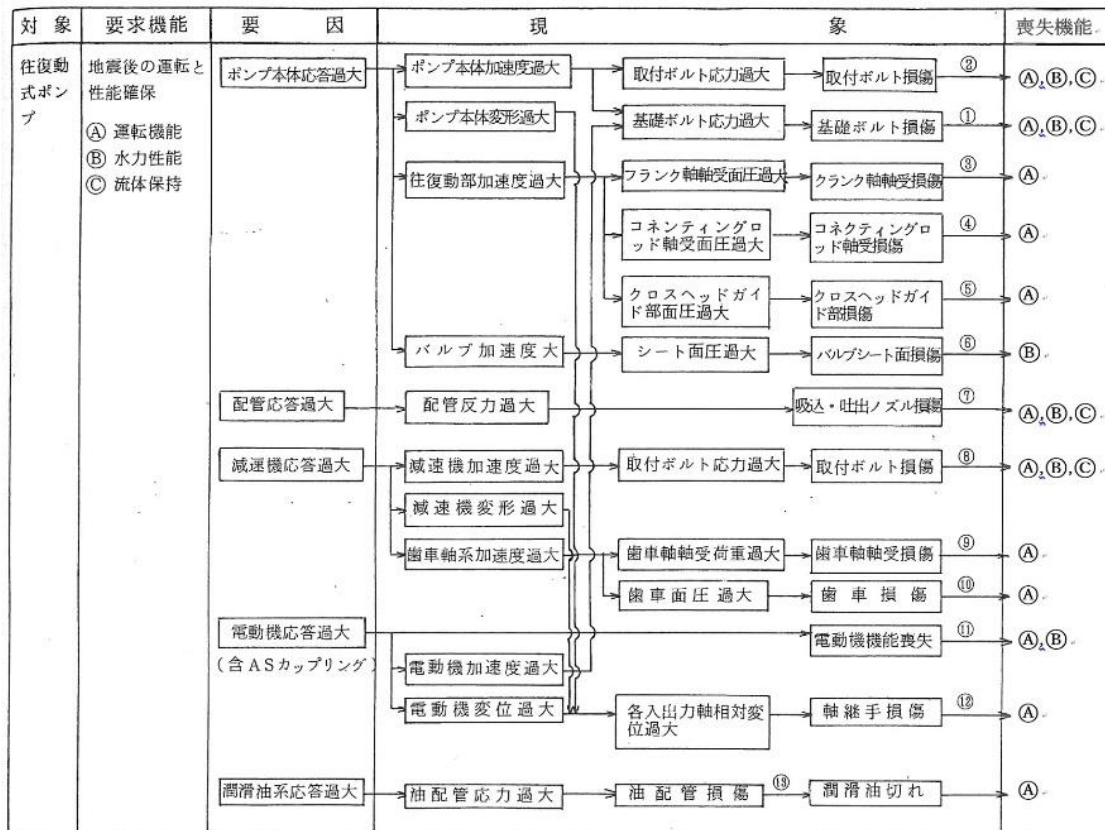 対象 要求機能 要因 現象 喪失機能
往復動
式ポン
プ
地震後の運転と
性能確保
Ⓐ 運転機能
Ⓑ 水力性能
Ⓒ 流体保持
ポンプ本体応答過大
ポンプ本体加速度過大
取付ボルト応力過大
取付ボルト損傷
②
Ⓐ,Ⓑ,Ⓒ
ポンプ本体変形過大
基礎ボルト応力過大
基礎ボルト損傷
①
Ⓐ,Ⓑ,Ⓒ
往復動部加速度過大
フランク軸軸受面圧過大
クランク軸軸受損傷
③
Ⓐ
コネンティングロ
ッド軸受面圧過大
コネクティングロ
ッド軸受損傷
④
Ⓐ
クロスヘッドガイ
ド部面圧過大
クロスヘッドガイ
ド部損傷
⑤
Ⓐ
バルブ加速度大
シート面圧過大
バルブシート面損傷
⑥
Ⓑ
配管応答過大
配管反力過大
吸込・吐出ノズル損傷
⑦
Ⓐ,Ⓑ,Ⓒ
減速機応答過大
減速機加速度過大
取付ボルト応力過大
取付ボルト損傷
⑧
Ⓐ,Ⓑ,Ⓒ
減速機変形過大
歯車軸系加速度過大
歯車軸軸受荷重過大
歯車軸軸受損傷
⑨
Ⓐ
歯車面圧過大
歯車損傷
⑩
Ⓐ
電動機応答過大
(含ASカップリング)
電動機機能喪失
⑪
Ⓐ,Ⓑ
電動機加速度過大
電動機変位過大
各入出力軸相対変
位過大
軸継手損傷
⑫
Ⓐ
潤滑油系応答過大
油配管応力過大
油配管損傷
⑬
潤滑油切れ
Ⓐ